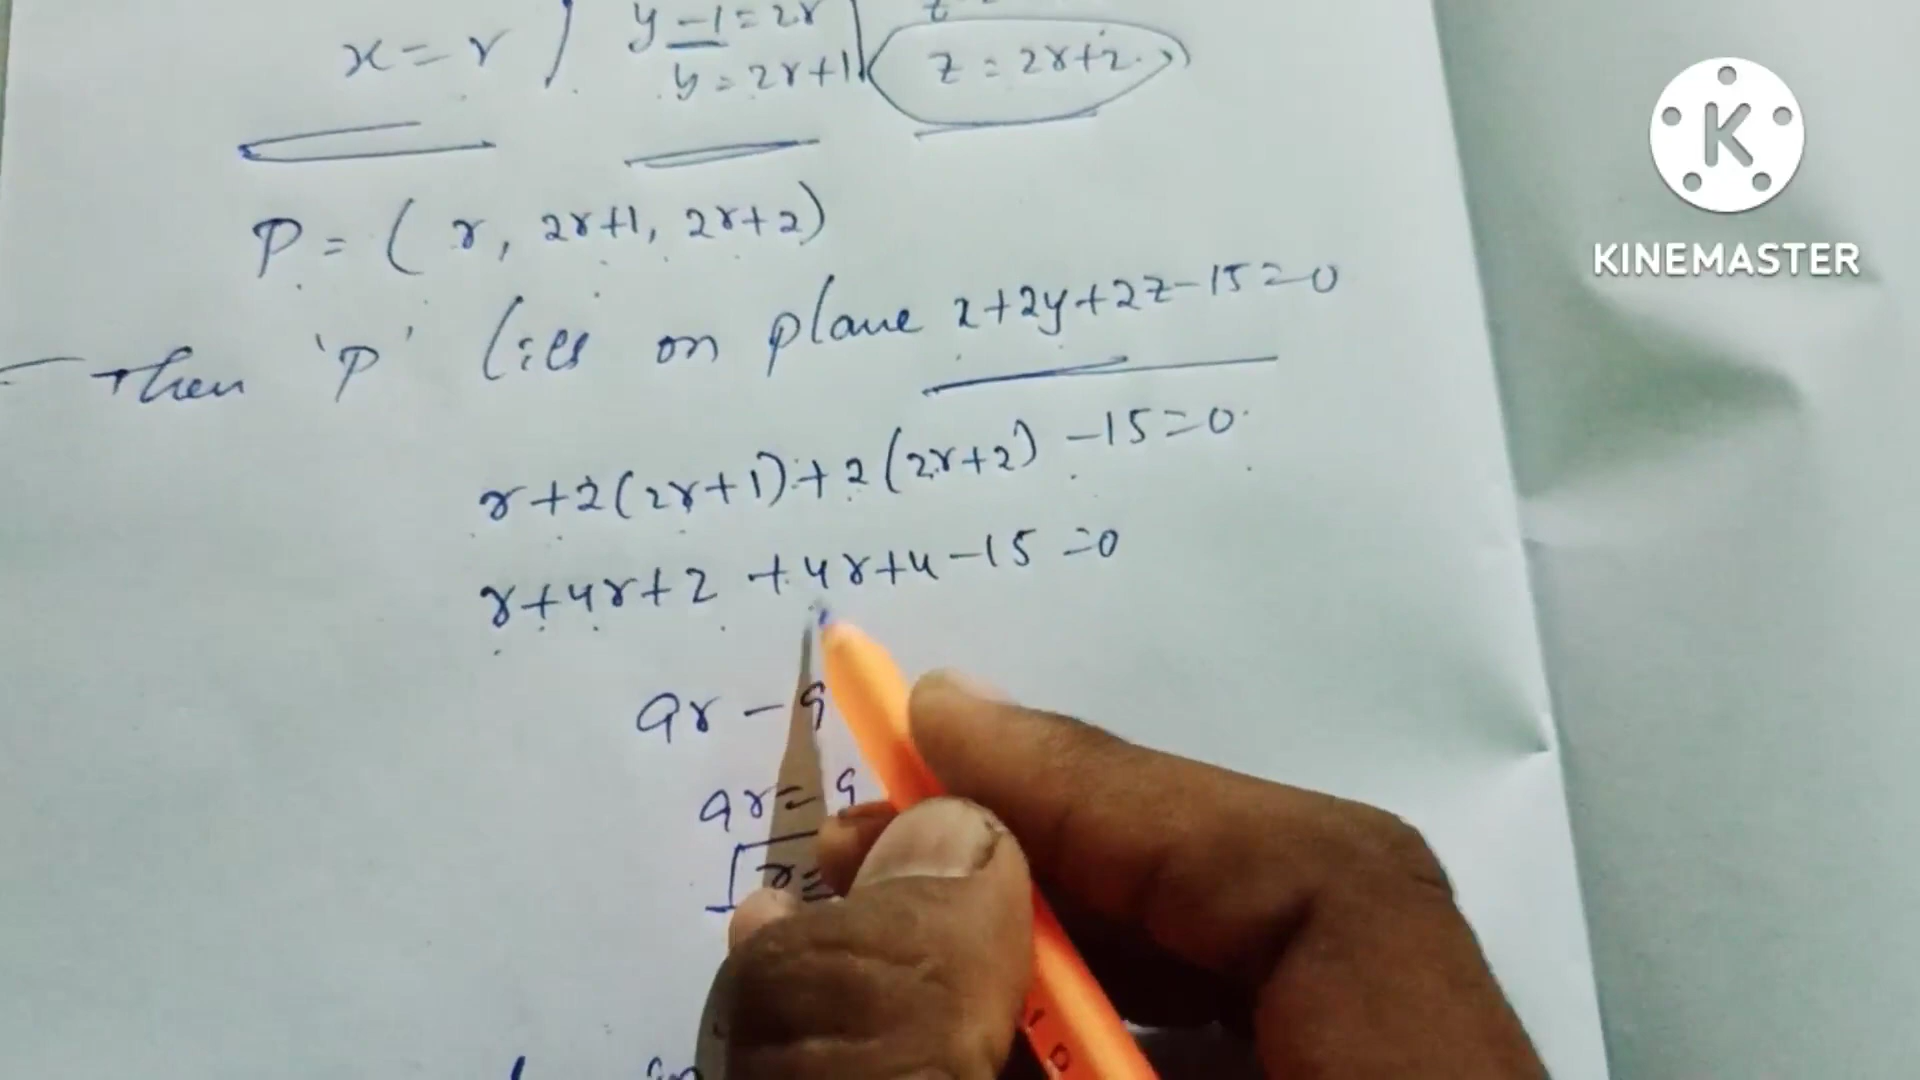 y-1=2r
x=r
y=2r+1
z=2r+2
P=(r, 2r+1, 2r+2)
Then 'P' lies on plane x+2y+2z-15=0
r+2(2r+1)+2(2r+2)-15=0
r+4r+2+4r+4-15=0
9r-9
9r=9
r=
KINEMASTER